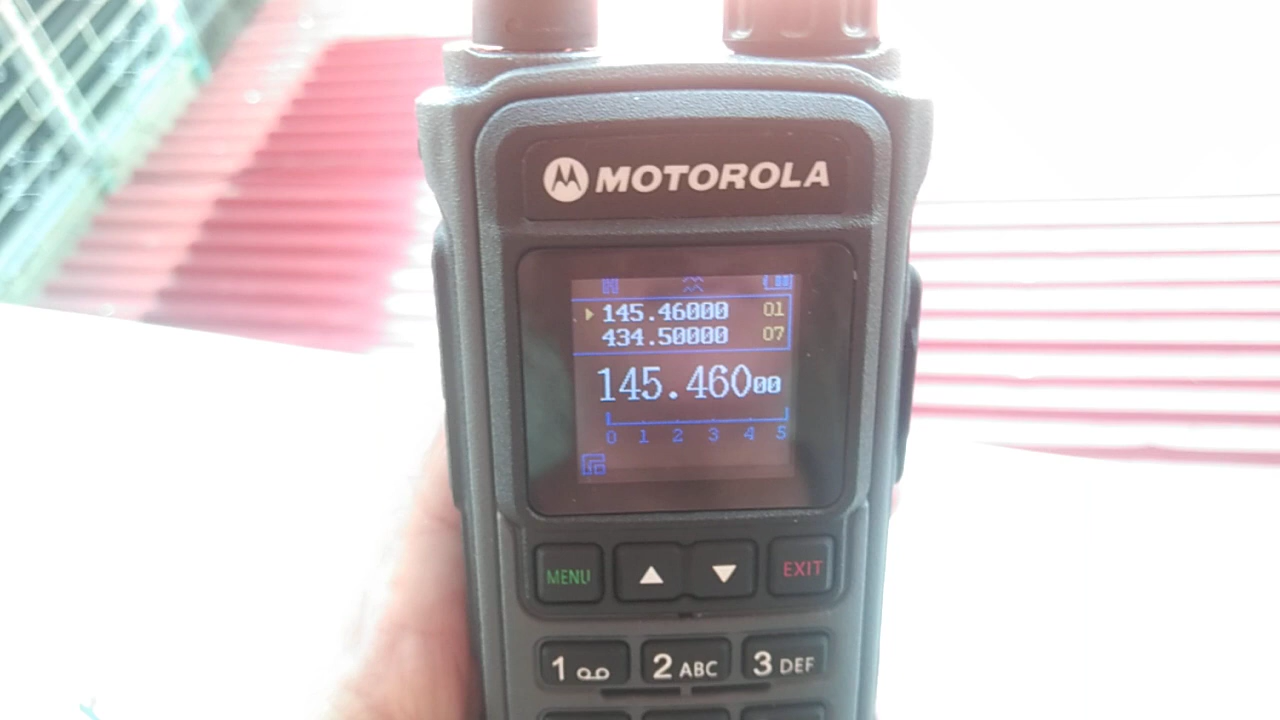 MOTOROLA
N
145.46000 01
434.50000 07
145.46000
0 1 2 3 4 5
MENU EXIT
1 2 ABC 3 DEF